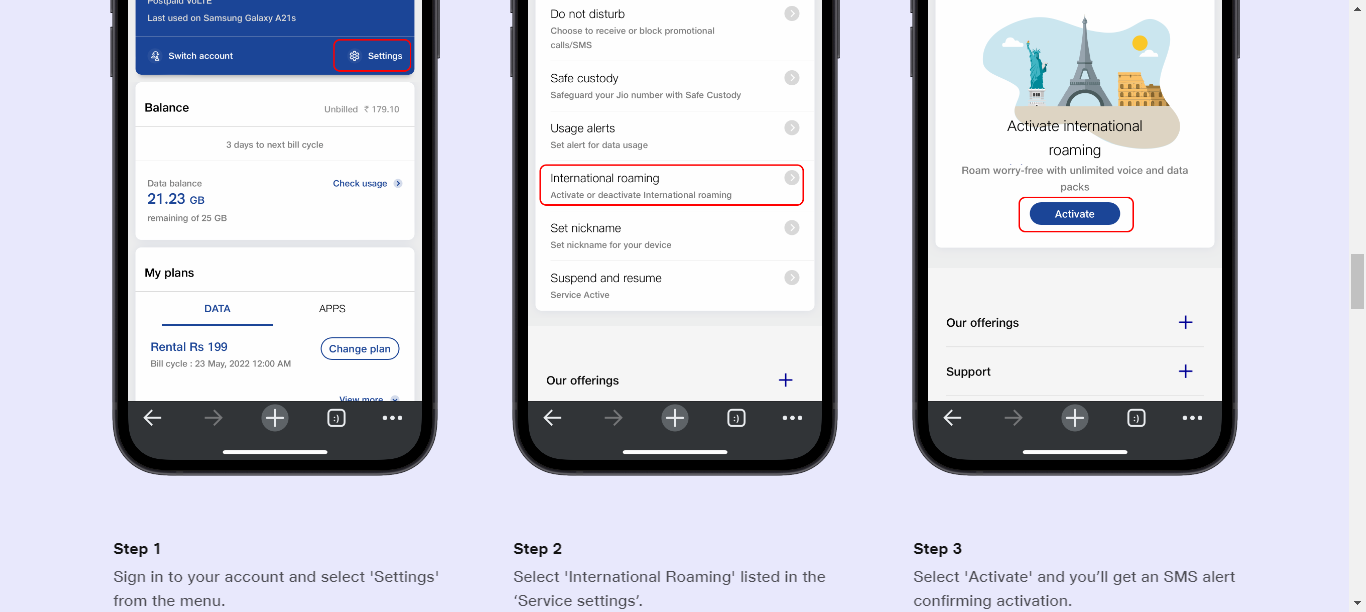 Postpaid VoLTE
Last used on Samsung Galaxy A21s
Switch account
Settings
Balance
Unbilled ₹ 179.10
3 days to next bill cycle
Data balance
Check usage
21.23 GB
remaining of 25 GB
My plans
DATA
APPS
Rental Rs 199
Change plan
Bill cycle : 23 May, 2022 12:00 AM
View more
Do not disturb
Choose to receive or block promotional
calls/SMS
Safe custody
Safeguard your Jio number with Safe Custody
Usage alerts
Set alert for data usage
International roaming
Activate or deactivate International roaming
Set nickname
Set nickname for your device
Suspend and resume
Service Active
Our offerings
Activate international
roaming
Roam worry-free with unlimited voice and data
packs
Activate
Our offerings
Support
Step 1
Sign in to your account and select 'Settings'
from the menu.
Step 2
Select 'International Roaming' listed in the
‘Service settings’.
Step 3
Select 'Activate' and you’ll get an SMS alert
confirming activation.